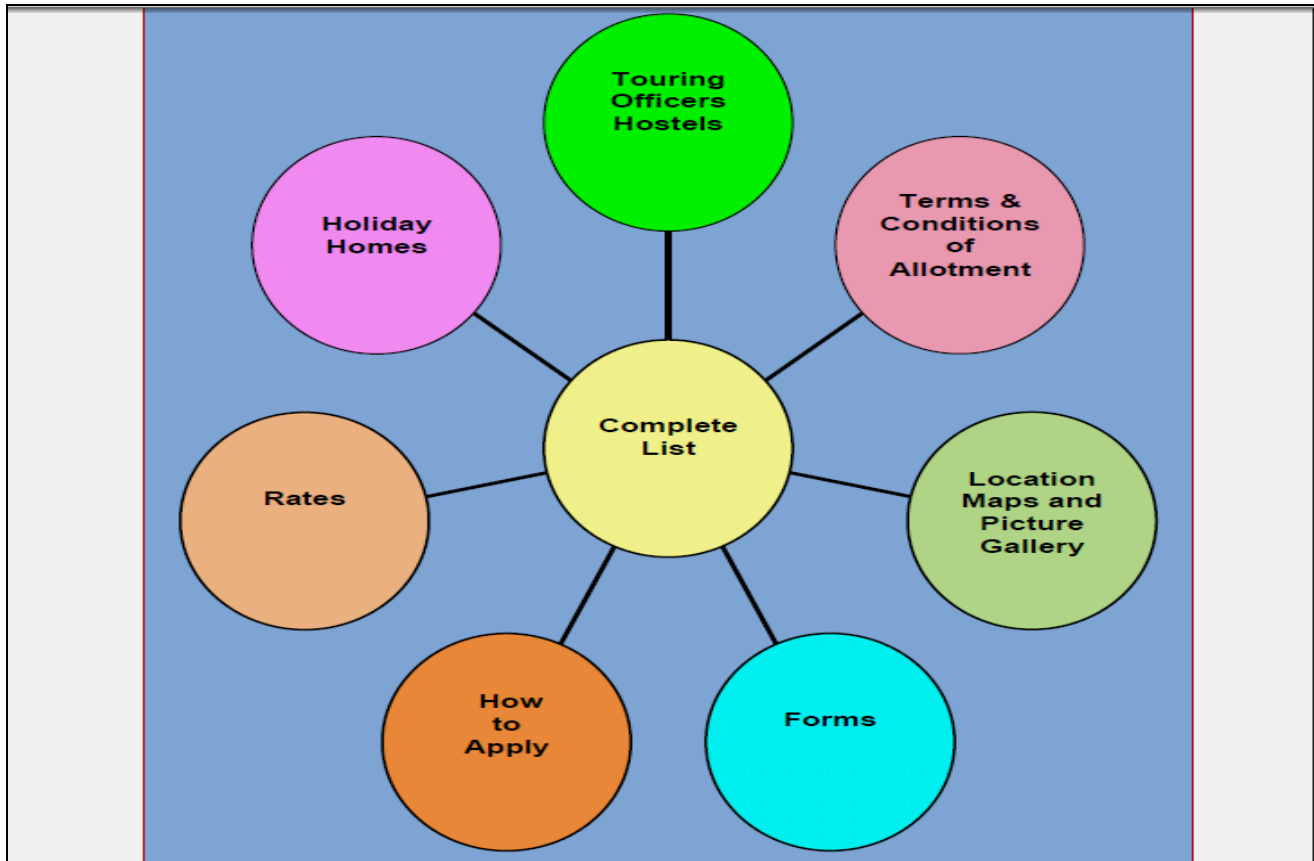 Touring
Officers
Hostels
Holiday
Homes
Terms &
Conditions
of
Allotment
Complete
List
Rates
Location
Maps and
Picture
Gallery
How
to
Apply
Forms